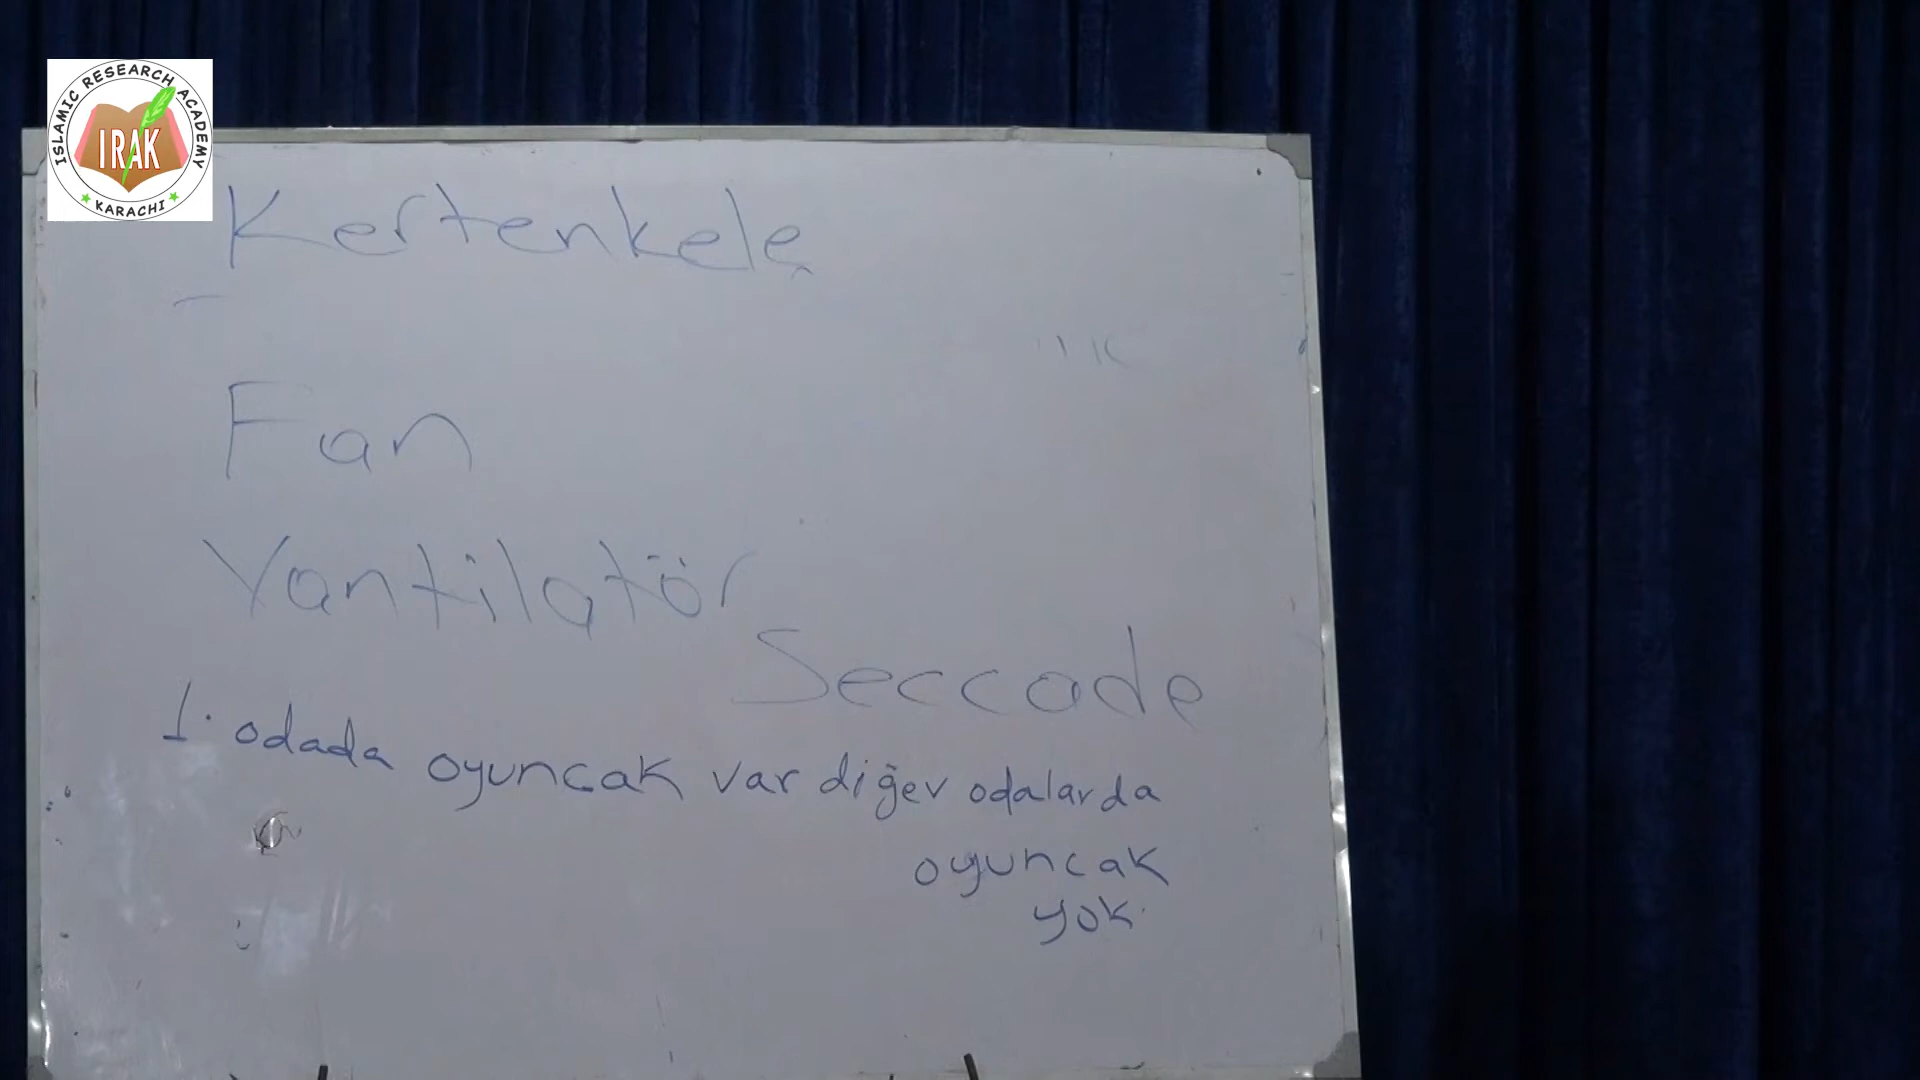 ISLAMIC RESEARCH ACADEMY
IRAK
KARACHI
Kertenkele
Fan
Vantilatör
Seccade
1. odada oyuncak var diğer odalarda
oyuncak
yok.